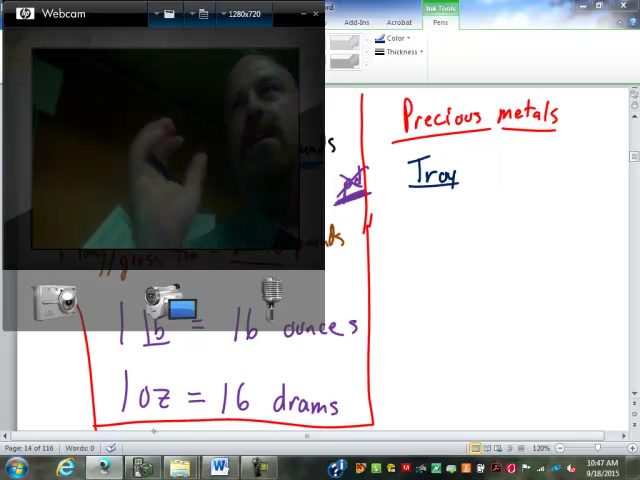 Webcam
1280x720
Ink Tools
Add-Ins Acrobat View Pens
Color
Thickness
Precious metals
Troy
1 lb = 16 ounces
1 oz = 16 drams
Page: 14 of 116 Words: 0
120%
10:47 AM
9/18/2015